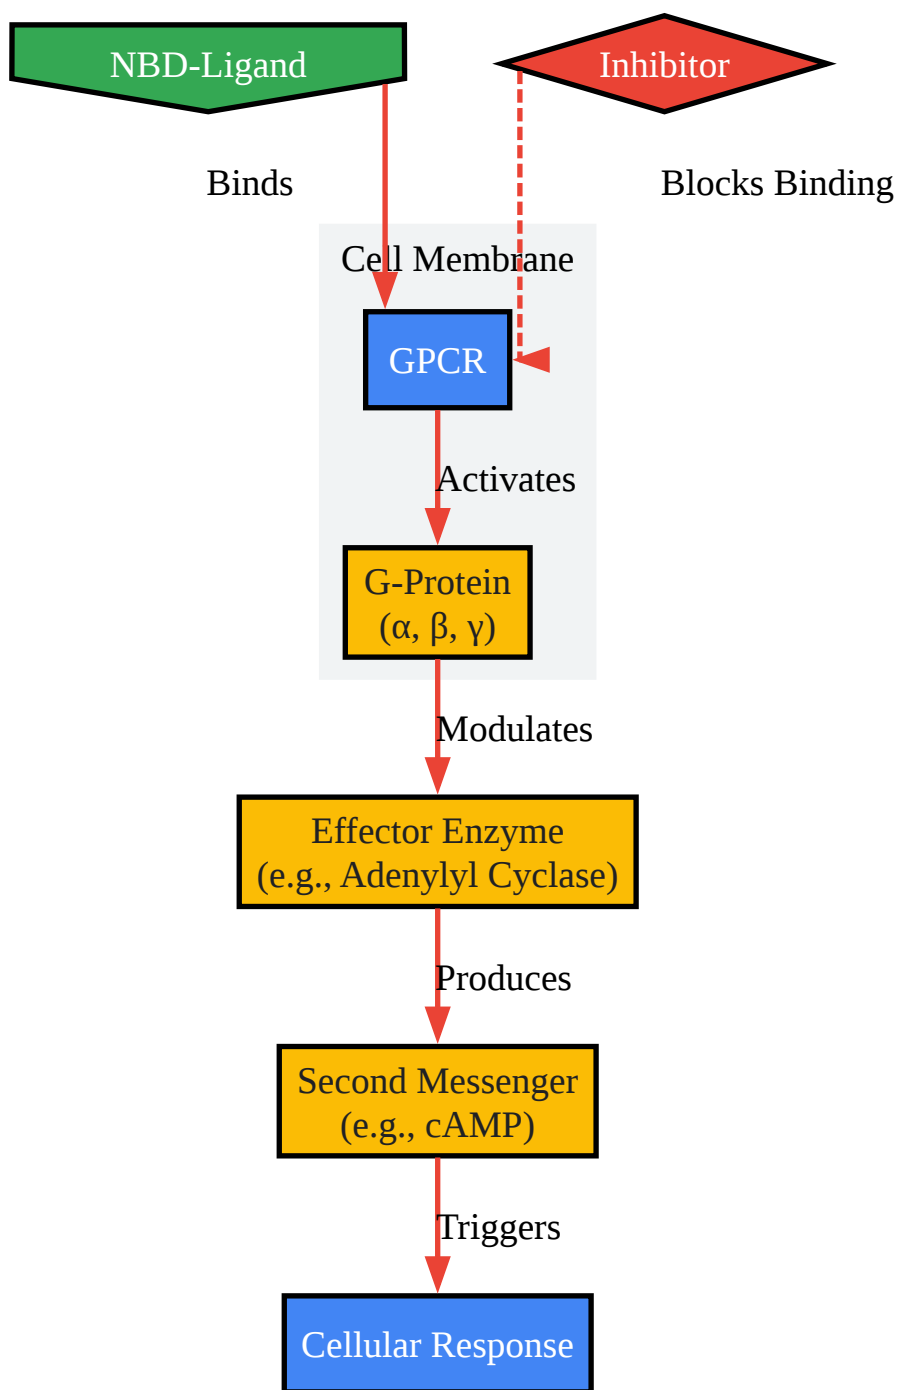 NBD-Ligand
Inhibitor
Binds
Blocks Binding
Cell Membrane
GPCR
Activates
G-Protein
(α, β, γ)
Modulates
Effector Enzyme
(e.g., Adenylyl Cyclase)
Produces
Second Messenger
(e.g., cAMP)
Triggers
Cellular Response